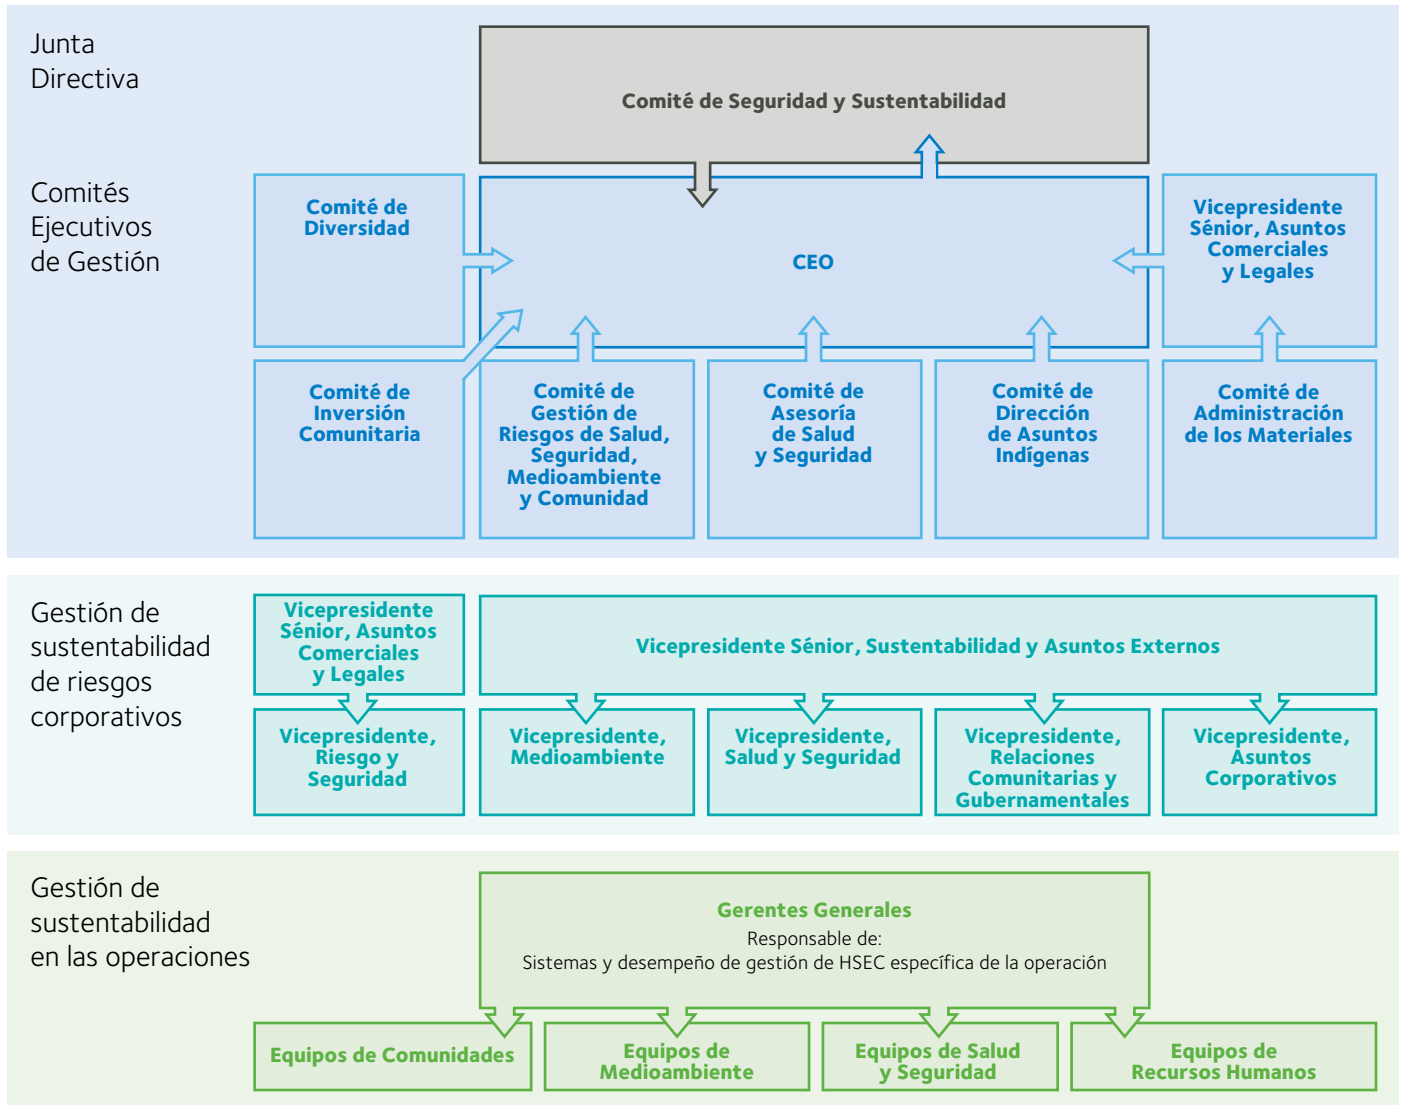 Junta
Directiva
Comité de Seguridad y Sustentabilidad
Comités
Ejecutivos
de Gestión
Comité de
Diversidad
CEO
Vicepresidente
Sénior, Asuntos
Comerciales
y Legales
Comité de
Inversión
Comunitaria
Comité de
Gestión de
Riesgos de Salud,
Seguridad,
Medioambiente
y Comunidad
Comité de
Asesoría
de Salud
y Seguridad
Comité de
Dirección
de Asuntos
Indígenas
Comité de
Administración
de los Materiales
Gestión de
sustentabilidad
de riesgos
corporativos
Vicepresidente
Sénior, Asuntos
Comerciales
y Legales
Vicepresidente Sénior, Sustentabilidad y Asuntos Externos
Vicepresidente,
Riesgo y
Seguridad
Vicepresidente,
Medioambiente
Vicepresidente,
Salud y Seguridad
Vicepresidente,
Relaciones
Comunitarias y
Gubernamentales
Vicepresidente,
Asuntos
Corporativos
Gestión de
sustentabilidad
en las operaciones
Gerentes Generales
Responsable de:
Sistemas y desempeño de gestión de HSEC específica de la operación
Equipos de Comunidades
Equipos de
Medioambiente
Equipos de Salud
y Seguridad
Equipos de
Recursos Humanos